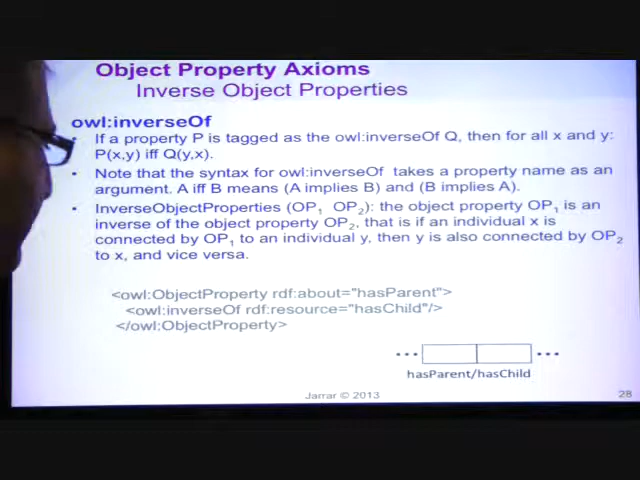 Object Property Axioms
Inverse Object Properties
owl:inverseOf
• If a property P is tagged as the owl:inverseOf Q, then for all x and y:
P(x,y) iff Q(y,x).
• Note that the syntax for owl:inverseOf takes a property name as an
argument. A iff B means (A implies B) and (B implies A).
• InverseObjectProperties (OP1 OP2): the object property OP1 is an
inverse of the object property OP2, that is if an individual x is
connected by OP1 to an individual y, then y is also connected by OP2
to x, and vice versa.
<owl:ObjectProperty rdf:about="hasParent">
<owl:inverseOf rdf:resource="hasChild"/>
</owl:ObjectProperty>
... ...
hasParent/hasChild
Jarrar © 2013
28